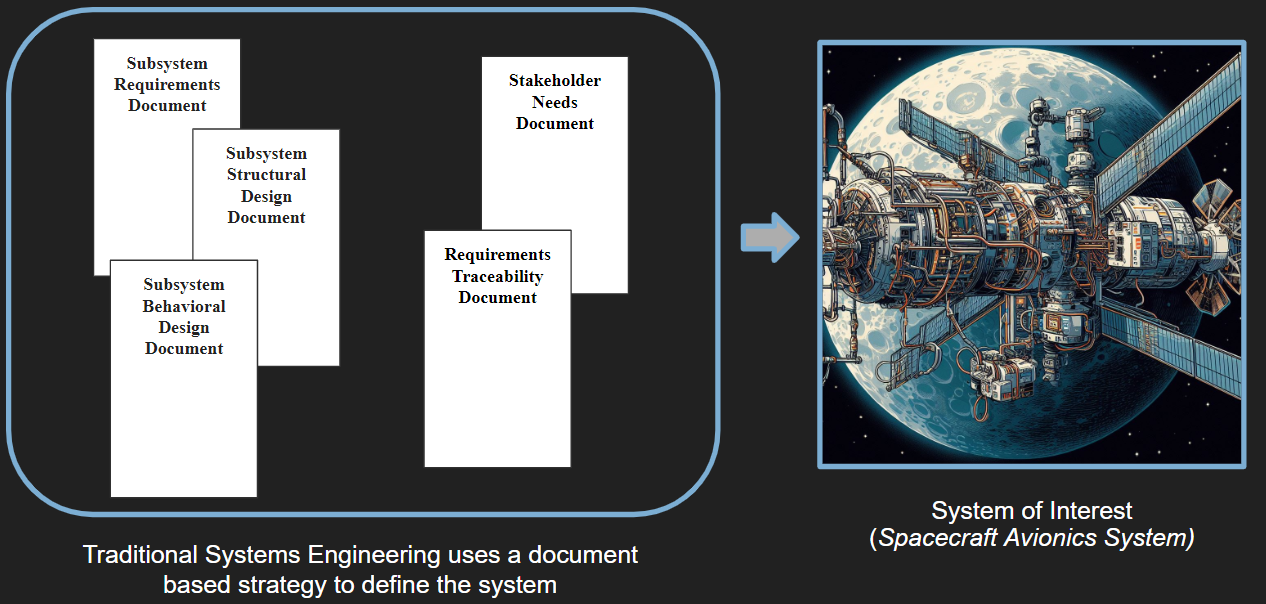 Subsystem
Requirements
Document
Subsystem
Structural
Design
Document
Subsystem
Behavioral
Design
Document
Stakeholder
Needs
Document
Requirements
Traceability
Document
Traditional Systems Engineering uses a document
based strategy to define the system
System of Interest
(Spacecraft Avionics System)